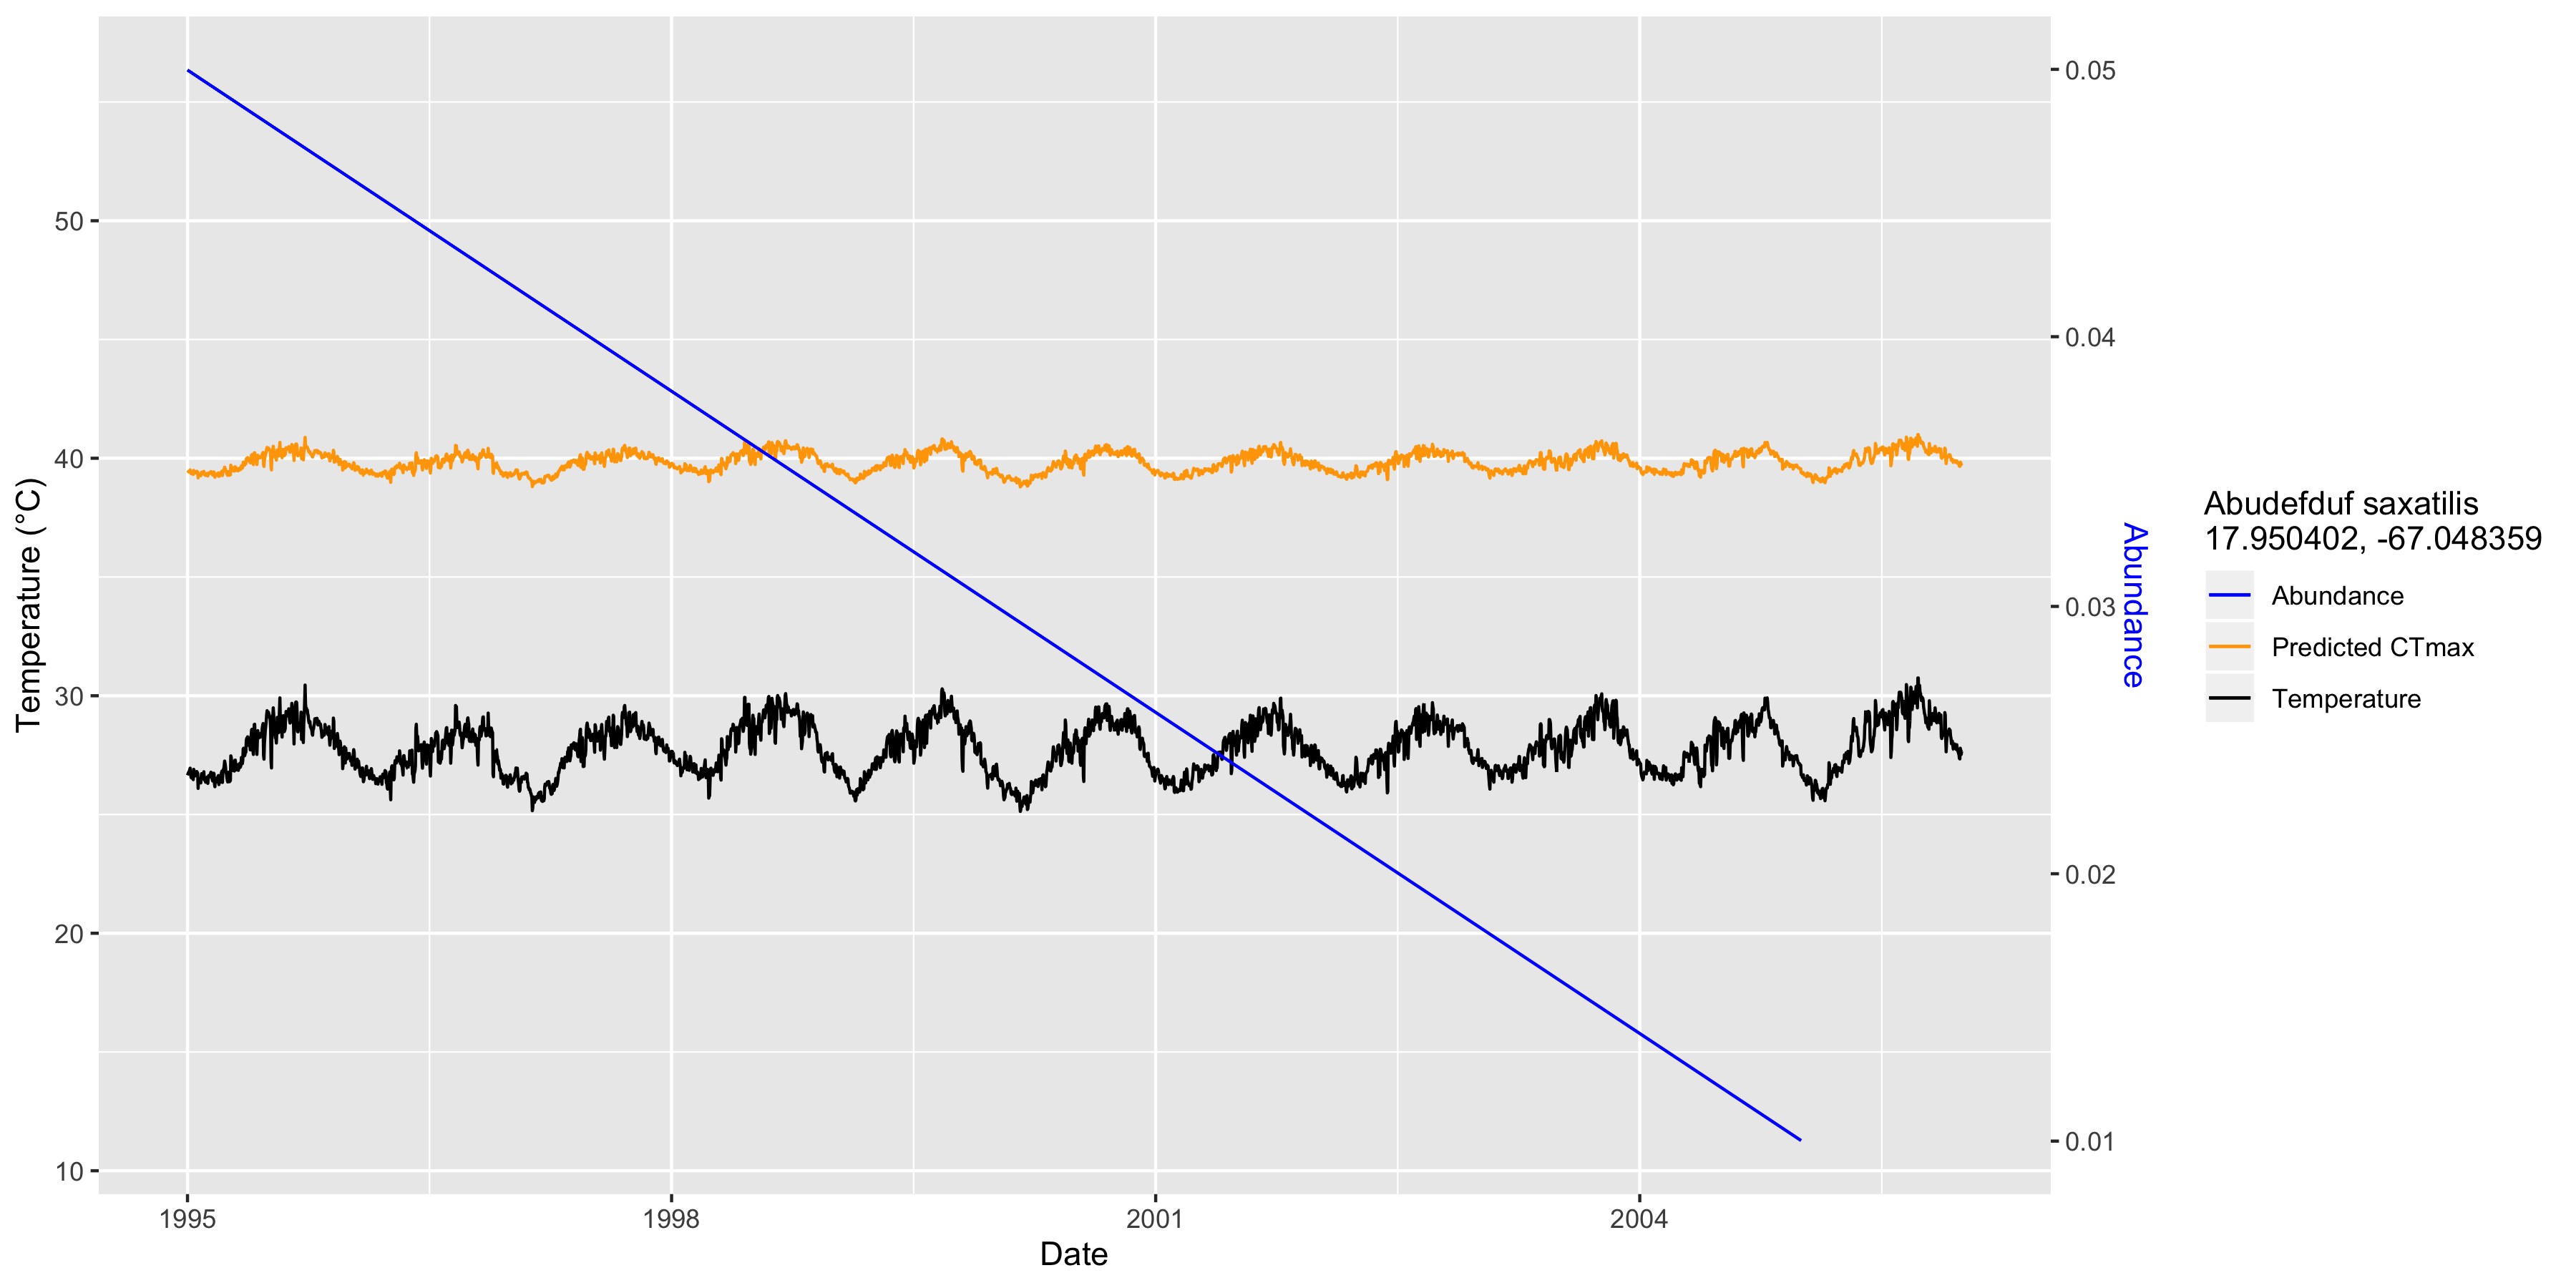 Temperature (°C)
50
40
30
20
10
1995
1998
2001
2004
Date
0.05
0.04
0.03
0.02
0.01
Abundance
Abudefduf saxatilis
17.950402, -67.048359
Abundance
Predicted CTmax
Temperature